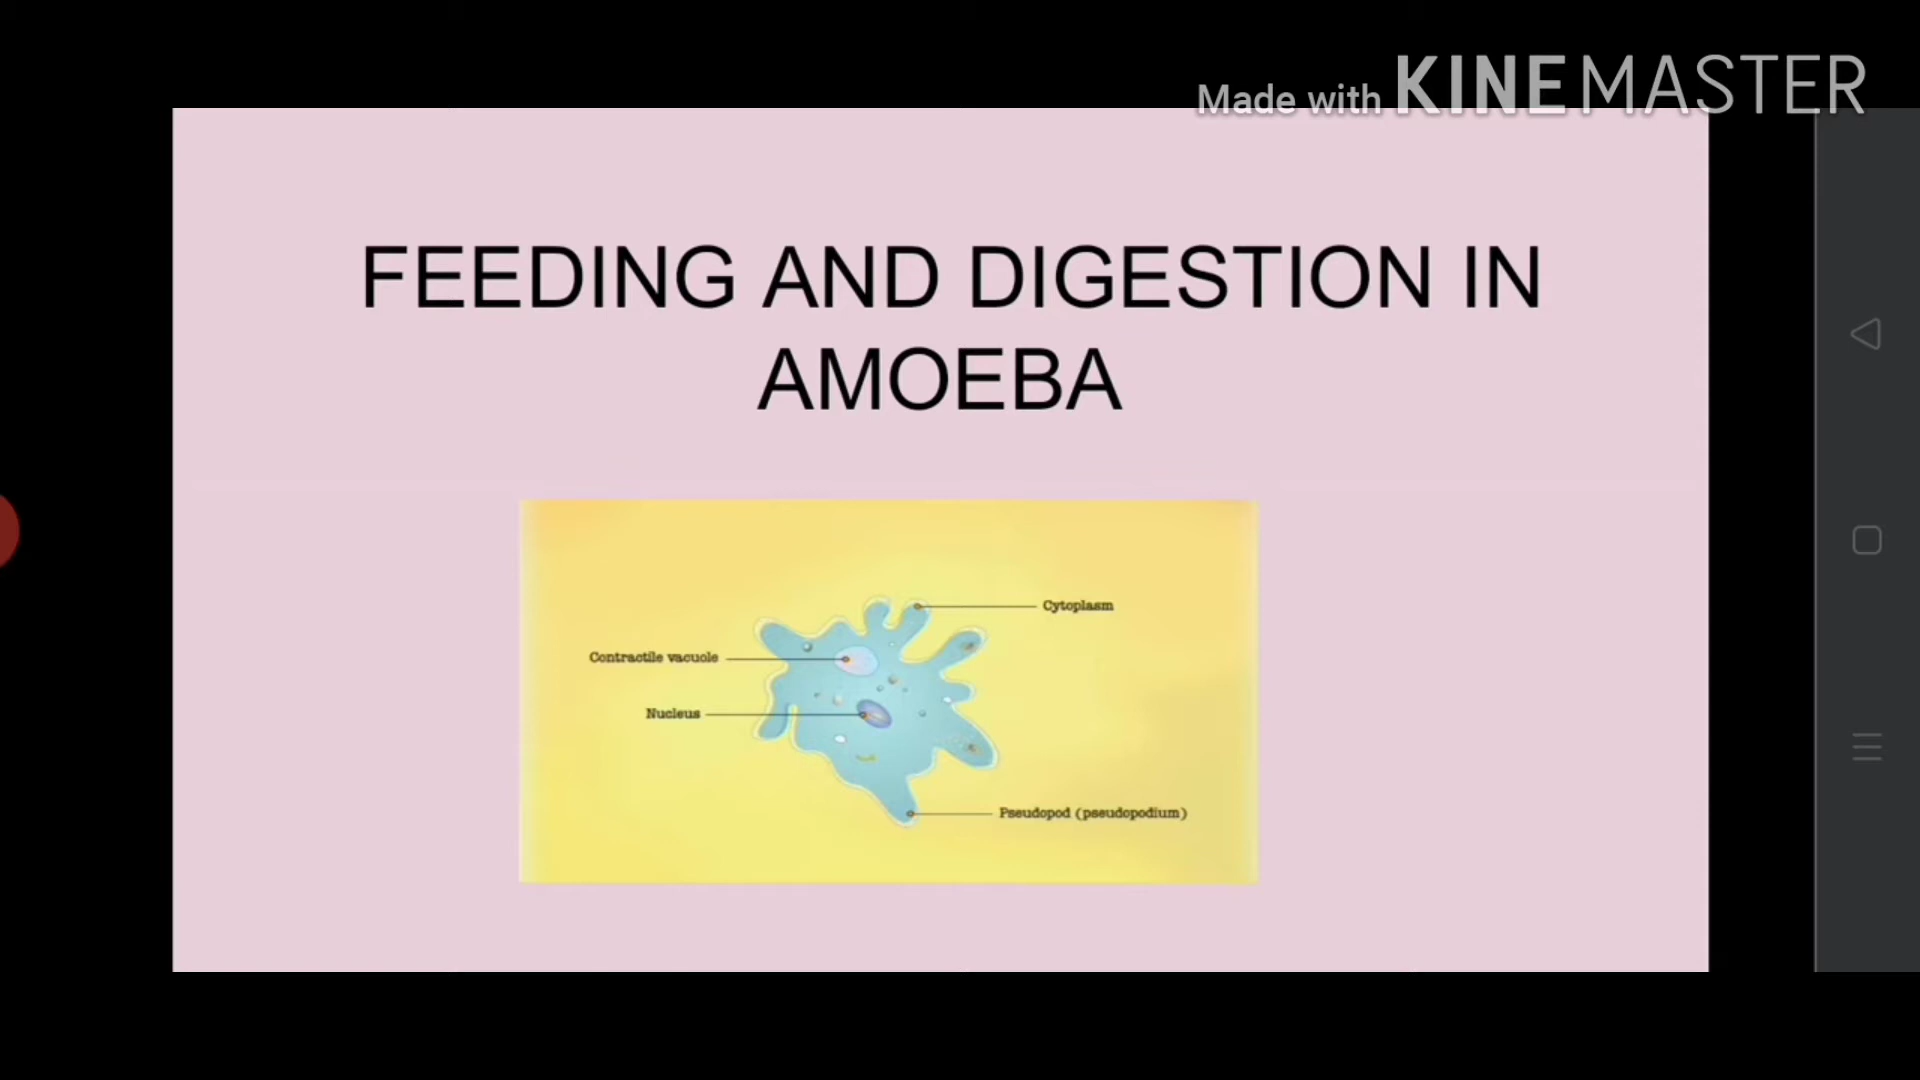 Made with KINEMASTER
FEEDING AND DIGESTION IN
AMOEBA
Cytoplasm
Contractile vacuole
Nucleus
Pseudopod (pseudopodium)